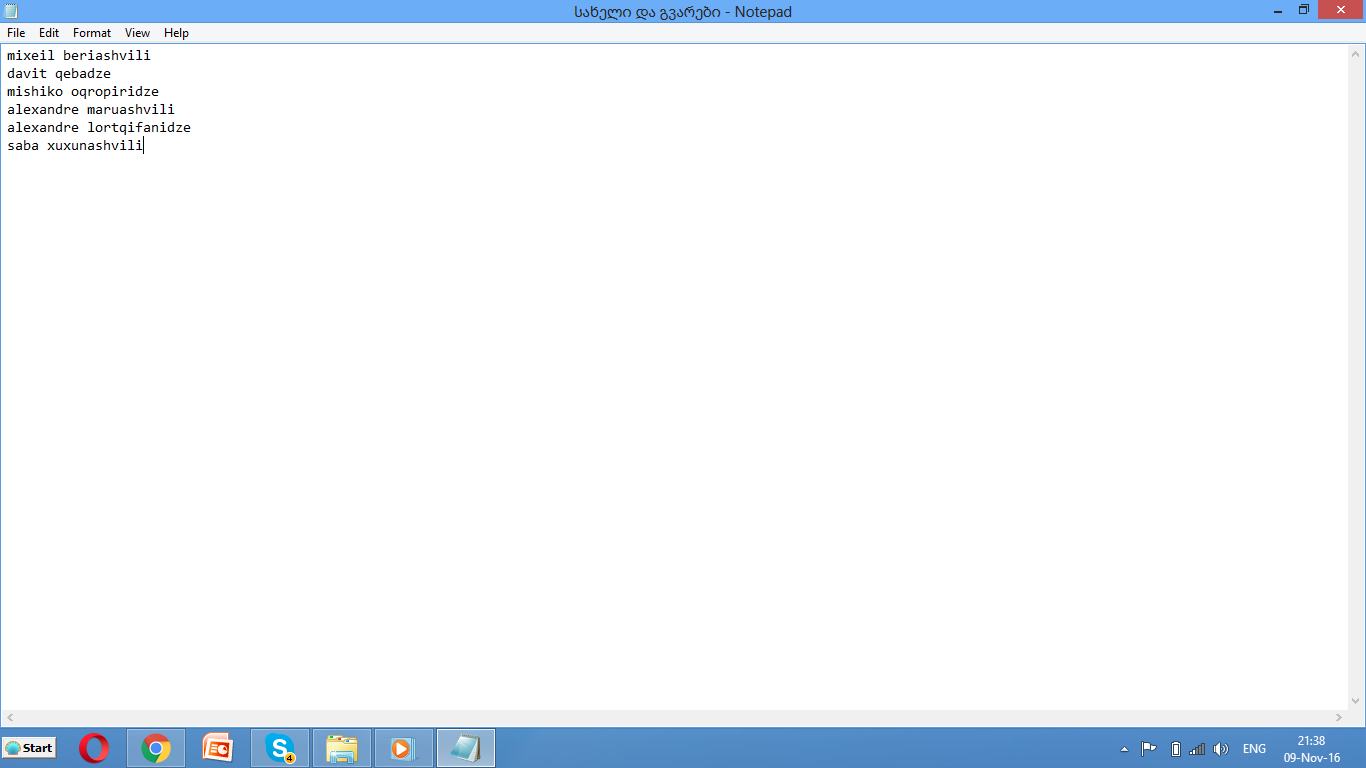 სახელი და გვარები - Notepad
File Edit Format View Help
mixeil beriashvili
davit qebadze
mishiko oqropiridze
alexandre maruashvili
alexandre lortqifanidze
saba xuxunashvili
Start
4
ENG
21:38
09-Nov-16